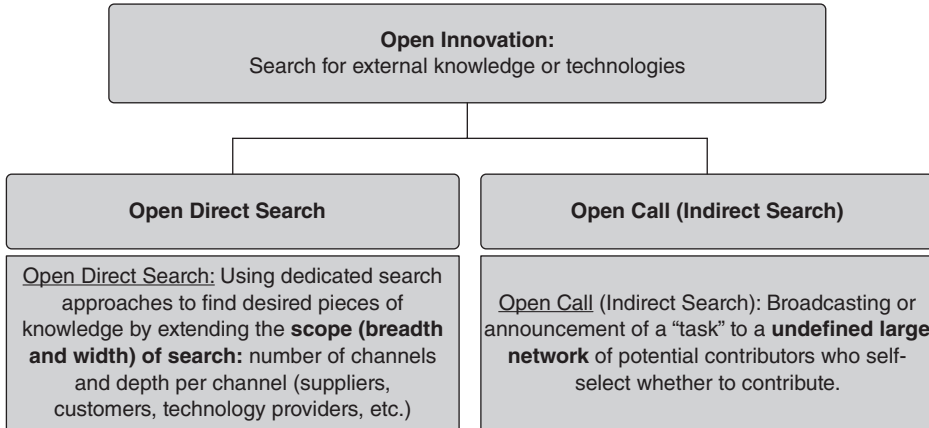 Open Innovation:
Search for external knowledge or technologies
Open Direct Search
Open Call (Indirect Search)
Open Direct Search: Using dedicated search
approaches to find desired pieces of
knowledge by extending the scope (breadth
and width) of search: number of channels
and depth per channel (suppliers,
customers, technology providers, etc.)
Open Call (Indirect Search): Broadcasting or
announcement of a “task” to a undefined large
network of potential contributors who self-
select whether to contribute.